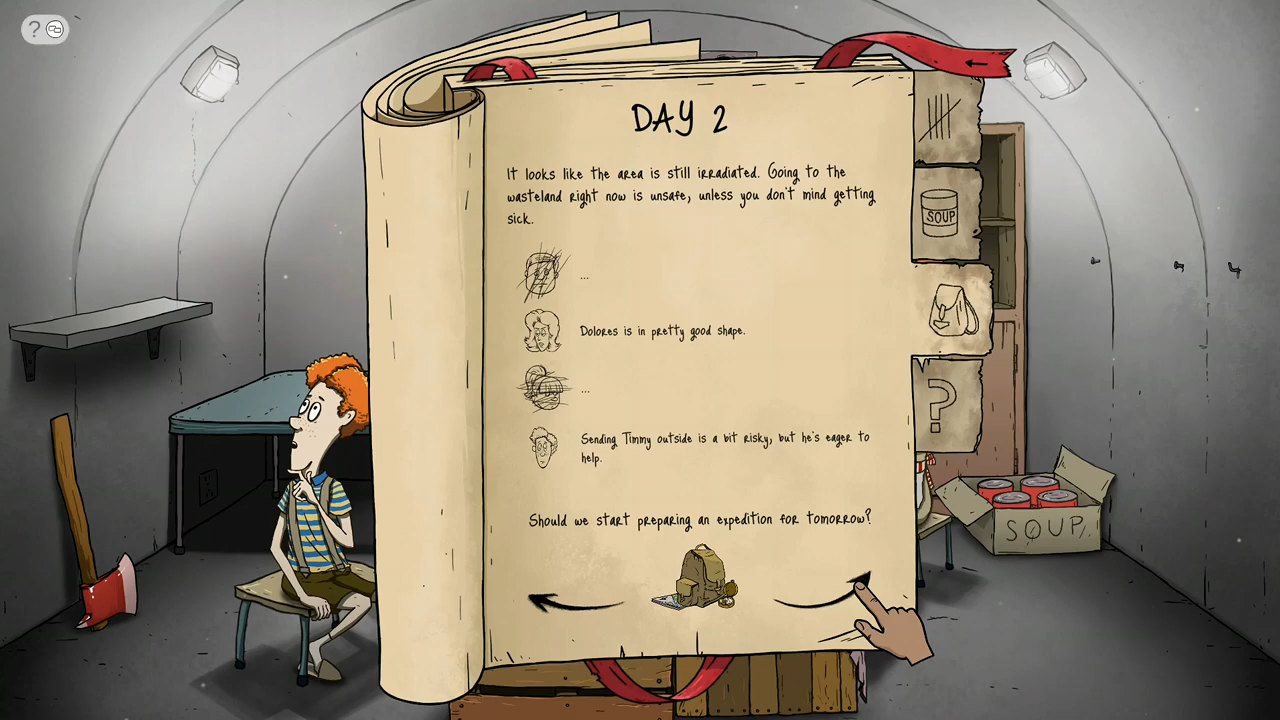 ?
DAY 2
It looks like the area is still irradiated. Going to the
wasteland right now is unsafe, unless you don't mind getting
sick.
...
Dolores is in pretty good shape.
...
Sending Timmy outside is a bit risky, but he's eager to
help.
Should we start preparing an expedition for tomorrow?
SOUP
?
SOUP